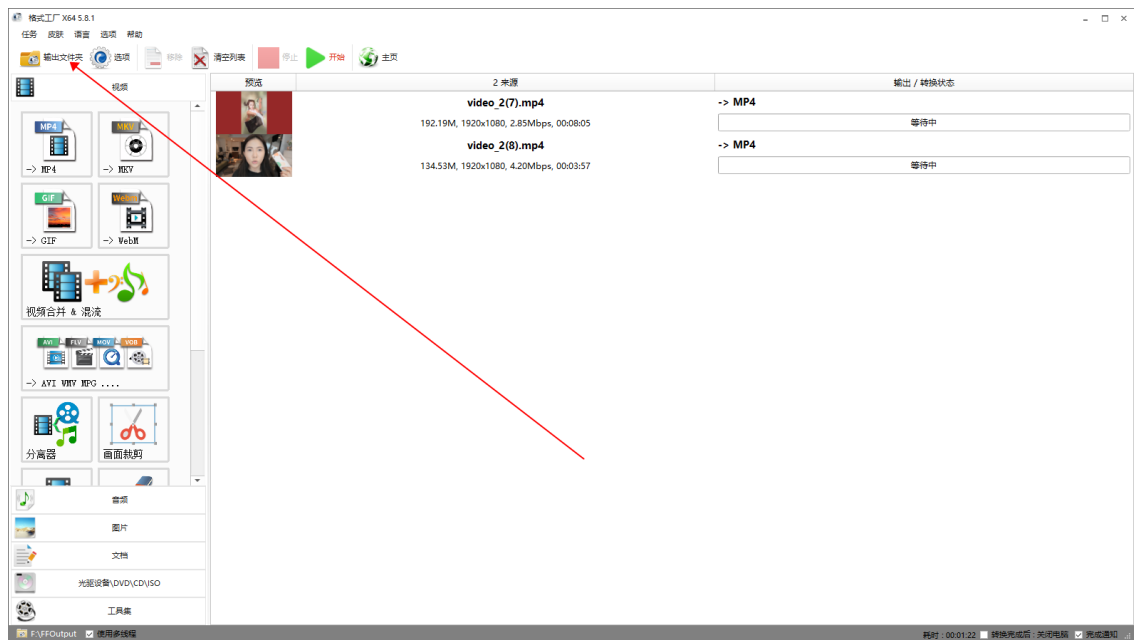 格式工厂 X64 5.8.1
任务 皮肤 语言 选项 帮助
输出文件夹 选项 移除 清空列表 停止 开始 主页
视频
预览 2 来源 输出 / 转换状态
video_2(7).mp4 -> MP4
192.19M, 1920x1080, 2.85Mbps, 00:08:05 等待中
video_2(8).mp4 -> MP4
134.53M, 1920x1080, 4.20Mbps, 00:03:57 等待中
MP4 MKV
-> MP4 -> MKV
GIF WebM
-> GIF -> WebM
视频合并 & 混流
AVI FLV MOV VOB
-> AVI WMV MPG ....
分离器 画面裁剪
音频
图片
文档
光驱设备\DVD\CD\ISO
工具集
F:\FFOutput 使用多线程 耗时 : 00:01:22 转换完成后 : 关闭电脑 完成通知